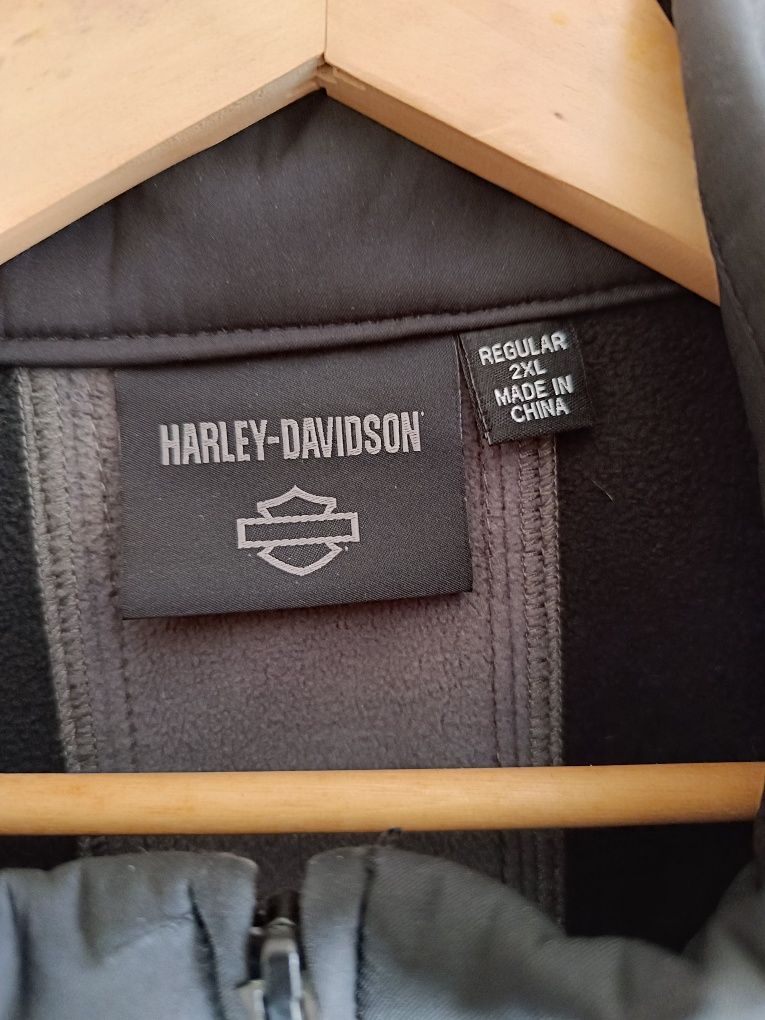 HARLEY-DAVIDSON
REGULAR
2XL
MADE IN
CHINA